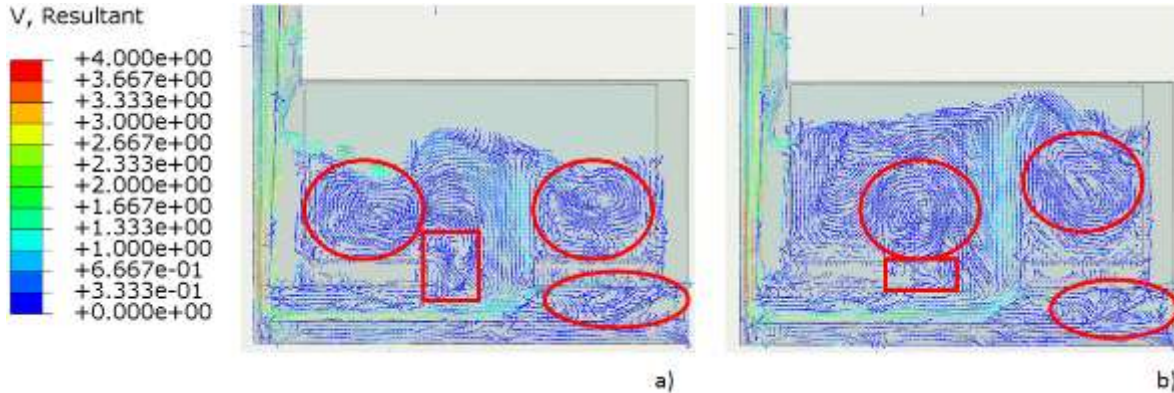 V, Resultant
+4.000e+00
+3.667e+00
+3.333e+00
+3.000e+00
+2.667e+00
+2.333e+00
+2.000e+00
+1.667e+00
+1.333e+00
+1.000e+00
+6.667e-01
+3.333e-01
+0.000e+00
a)
b)